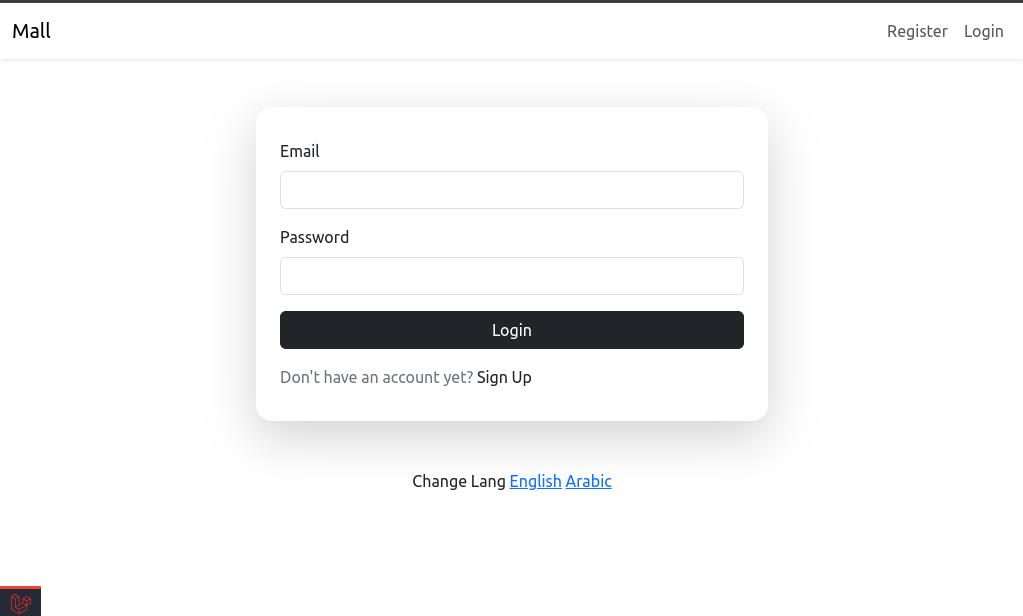 Mall
Register Login
Email
Password
Login
Don't have an account yet? Sign Up
Change Lang English Arabic